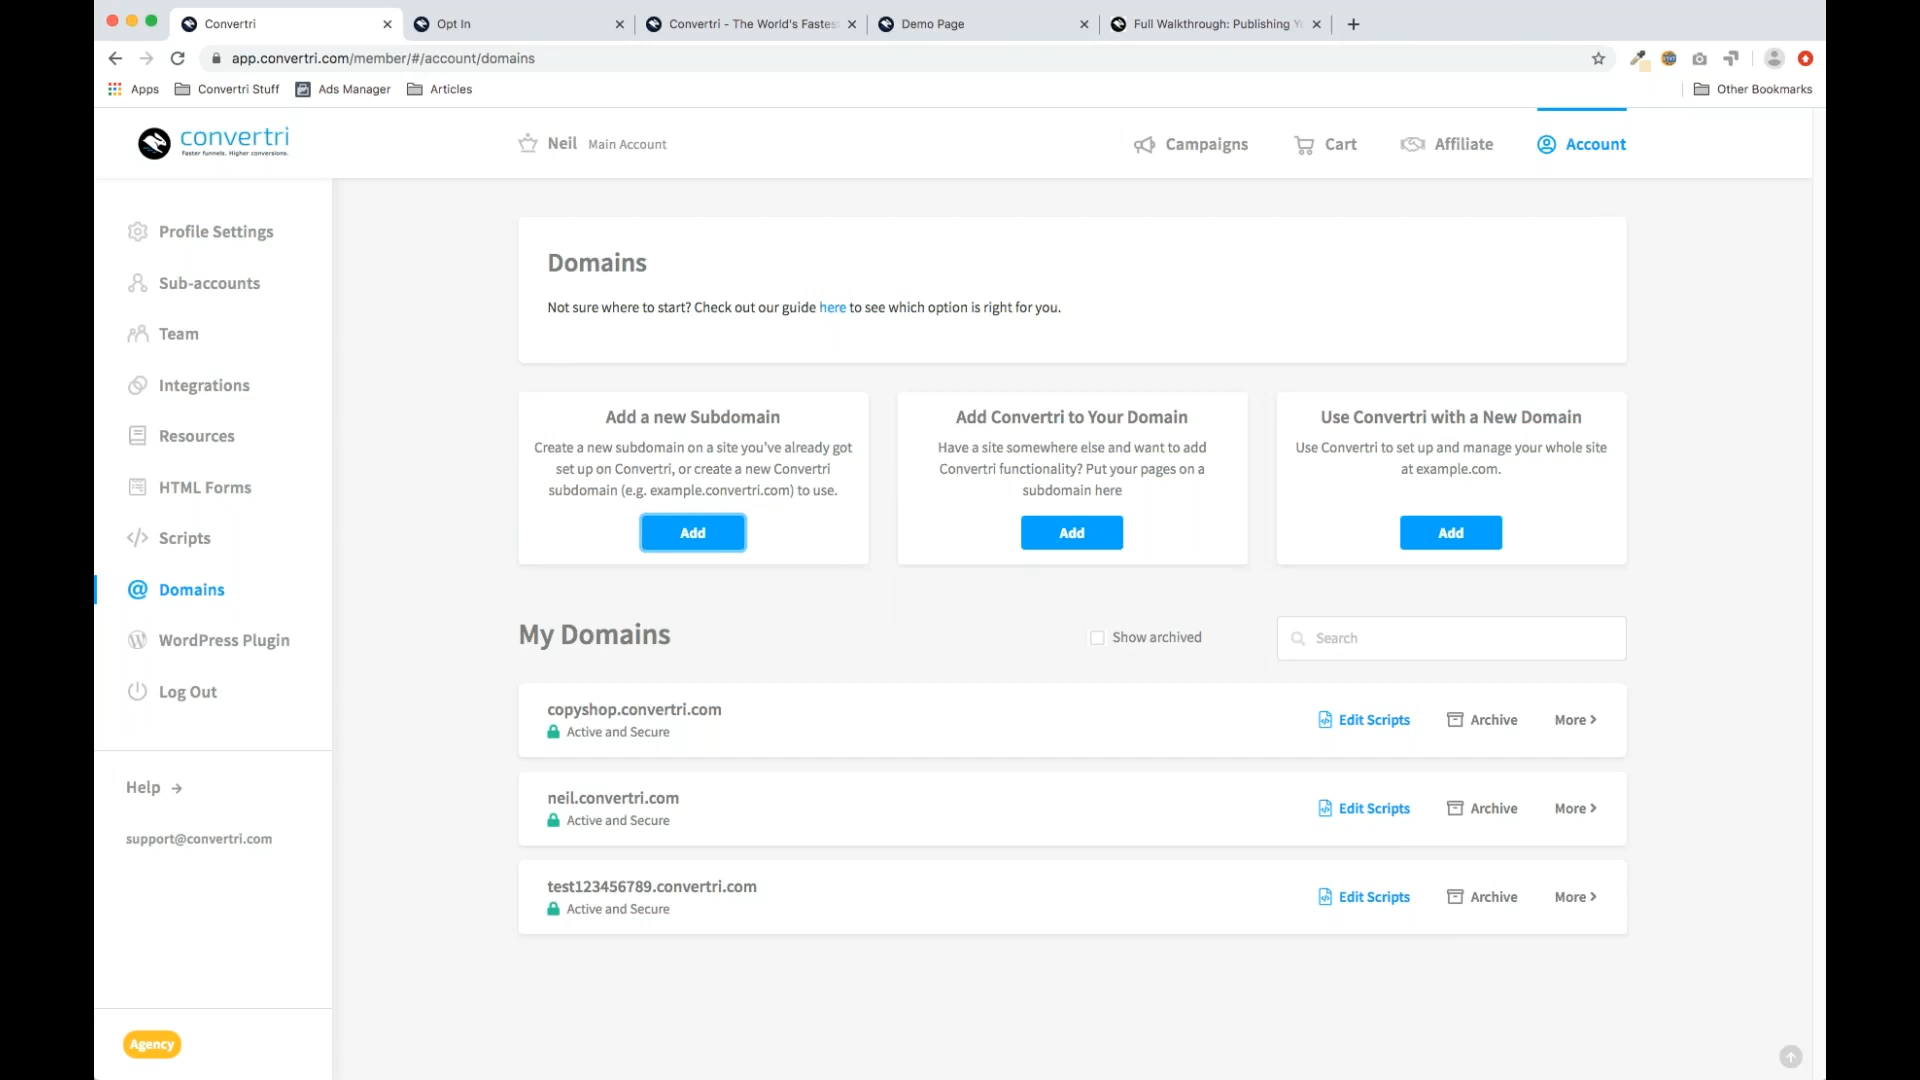 Convertri
Opt In
Convertri - The World's Fastes
Demo Page
Full Walkthrough: Publishing Y
app.convertri.com/member/#/account/domains
Apps
Convertri Stuff
Ads Manager
Articles
Other Bookmarks
convertri
Faster funnels. Higher conversions.
Neil Main Account
Campaigns
Cart
Affiliate
Account
Profile Settings
Sub-accounts
Team
Integrations
Resources
HTML Forms
Scripts
Domains
WordPress Plugin
Log Out
Help
support@convertri.com
Agency
Domains
Not sure where to start? Check out our guide here to see which option is right for you.
Add a new Subdomain
Create a new subdomain on a site you've already got
set up on Convertri, or create a new Convertri
subdomain (e.g. example.convertri.com) to use.
Add
Add Convertri to Your Domain
Have a site somewhere else and want to add
Convertri functionality? Put your pages on a
subdomain here
Add
Use Convertri with a New Domain
Use Convertri to set up and manage your whole site
at example.com.
Add
My Domains
Show archived
Search
copyshop.convertri.com
Active and Secure
Edit Scripts
Archive
More
neil.convertri.com
Active and Secure
Edit Scripts
Archive
More
test123456789.convertri.com
Active and Secure
Edit Scripts
Archive
More